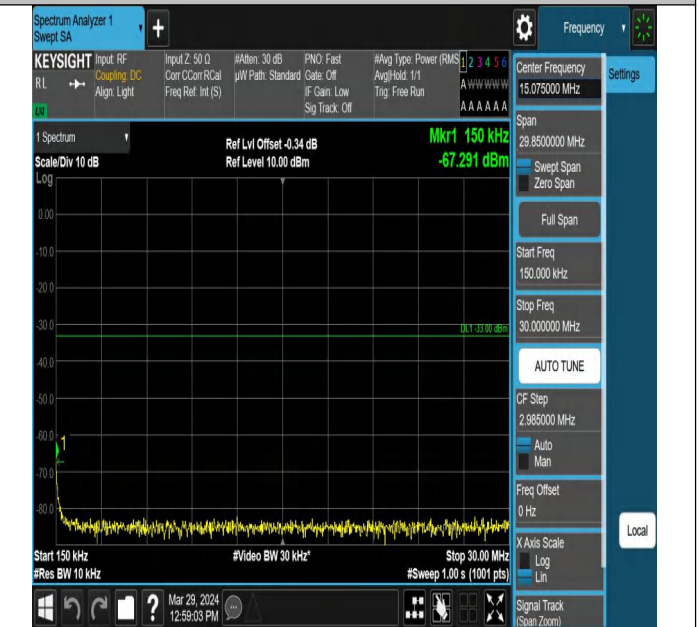 Spectrum Analyzer 1
Swept SA
Frequency
KEYSIGHT
RL
LXI
Input: RF
Coupling: DC
Align: Light
Input Z: 50 Ω
Corr CCorr RCal
Freq Ref: Int (S)
#Atten: 30 dB
µW Path: Standard
PNO: Fast
Gate: Off
IF Gain: Low
Sig Track: Off
#Avg Type: Power (RMS
Avg|Hold: 1/1
Trig: Free Run
1 2 3 4 5 6
A W W W W W
A A A A A A
1 Spectrum
Scale/Div 10 dB
Log
Ref Lvl Offset -0.34 dB
Ref Level 10.00 dBm
Mkr1 150 kHz
-67.291 dBm
0.00
-10.0
-20.0
-30.0
DL1 -33.00 dBm
-40.0
-50.0
-60.0
1
-70.0
-80.0
Start 150 kHz
#Video BW 30 kHz*
Stop 30.00 MHz
#Res BW 10 kHz
#Sweep 1.00 s (1001 pts)
?
Mar 29, 2024
12:59:03 PM
Center Frequency
15.075000 MHz
Settings
Span
29.8500000 MHz
Swept Span
Zero Span
Full Span
Start Freq
150.000 kHz
Stop Freq
30.000000 MHz
AUTO TUNE
CF Step
2.985000 MHz
Auto
Man
Freq Offset
0 Hz
X Axis Scale
Log
Lin
Local
Signal Track
(Span Zoom)